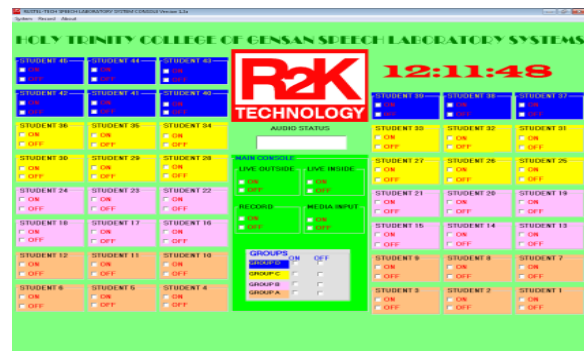 R2STEL-TECH SPEECH LABORATORY SYSTEM CONSOLE Version 3.2x
System Record About
HOLY TRINITY COLLEGE OF GENSAN SPEECH LABORATORY SYSTEMS
STUDENT 45 STUDENT 44 STUDENT 43
ON ON ON
OFF OFF OFF
R2K
TECHNOLOGY
12:11:48
STUDENT 42 STUDENT 41 STUDENT 40
ON ON ON
OFF OFF OFF
STUDENT 39 STUDENT 38 STUDENT 37
ON ON ON
OFF OFF OFF
STUDENT 36 STUDENT 35 STUDENT 34
ON ON ON
OFF OFF OFF
AUDIO STATUS
STUDENT 33 STUDENT 32 STUDENT 31
ON ON ON
OFF OFF OFF
STUDENT 30 STUDENT 29 STUDENT 28
ON ON ON
OFF OFF OFF
MAIN CONSOLE
LIVE OUTSIDE LIVE INSIDE
ON ON
OFF OFF
STUDENT 27 STUDENT 26 STUDENT 25
ON ON ON
OFF OFF OFF
STUDENT 24 STUDENT 23 STUDENT 22
ON ON ON
OFF OFF OFF
RECORD MEDIA INPUT
ON ON
OFF OFF
STUDENT 21 STUDENT 20 STUDENT 19
ON ON ON
OFF OFF OFF
STUDENT 18 STUDENT 17 STUDENT 16
ON ON ON
OFF OFF OFF
STUDENT 15 STUDENT 14 STUDENT 13
ON ON ON
OFF OFF OFF
STUDENT 12 STUDENT 11 STUDENT 10
ON ON ON
OFF OFF OFF
GROUPS ON OFF
GROUP D
GROUP C
GROUP B
GROUP A
STUDENT 9 STUDENT 8 STUDENT 7
ON ON ON
OFF OFF OFF
STUDENT 6 STUDENT 5 STUDENT 4
ON ON ON
OFF OFF OFF
STUDENT 3 STUDENT 2 STUDENT 1
ON ON ON
OFF OFF OFF